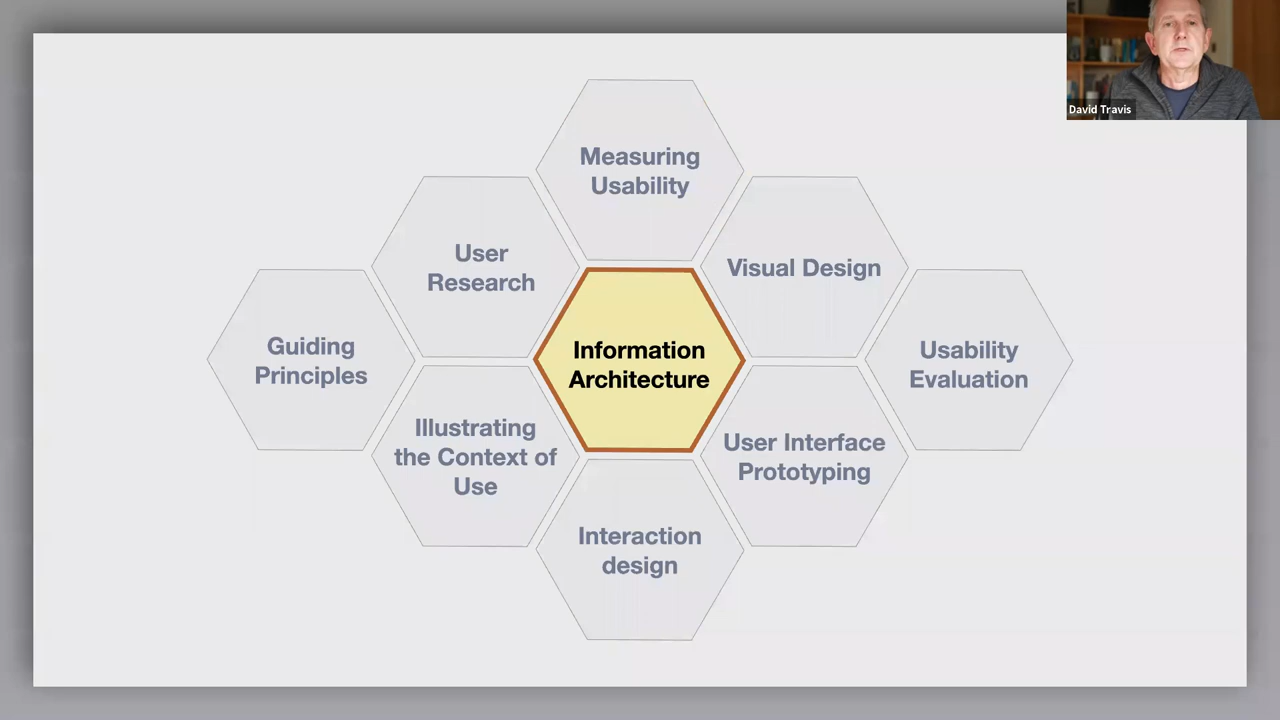 David Travis
Measuring
Usability
User
Research
Visual Design
Guiding
Principles
Information
Architecture
Usability
Evaluation
Illustrating
the Context of
Use
User Interface
Prototyping
Interaction
design